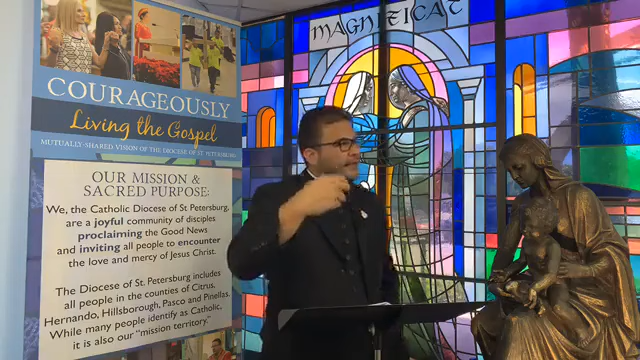 MAGNIFICAT
COURAGEOUSLY
Living the Gospel
MUTUALLY-SHARED VISION OF THE DIOCESE OF ST. PETERSBURG
OUR MISSION &
SACRED PURPOSE:
We, the Catholic Diocese of St Petersburg,
are a joyful community of disciples
proclaiming the Good News
and inviting all people to encounter
the love and mercy of Jesus Christ.
The Diocese of St. Petersburg includes
all people in the counties of Citrus,
Hernando, Hillsborough, Pasco and Pinellas.
While many people identify as Catholic,
it is also our "mission territory."